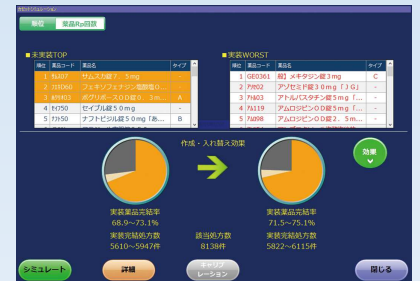 順位 薬品Rp回数
■未実装TOP
順位 薬品コード 薬品名 タイプ
1 サムスカ錠7.5mg -
2 フェキソフェナジン塩酸塩O... -
3 ボグリボースOD錠0.3m... A
4 セイブル錠50mg -
5 ナフトピジル錠50mg「あ... B
■実装WORST
順位 薬品コード 薬品名 タイプ
1 GE0361 殺】メキタジン錠3mg C
2 アゾセミド錠30mg「JG」 -
3 アトルバスタチン錠5mg「... -
4 アムロジピンOD錠5mg「... -
5 アムロジピンOD錠2.5m... -
作成・入れ替え効果
効果
実装薬品完結率
68.9～73.1%
実装完結処方数
5610～5947件
該当処方数
8138件
実装薬品完結率
71.5～75.1%
実装完結処方数
5822～6115件
シミュレート
詳細
キャリブレーション
閉じる